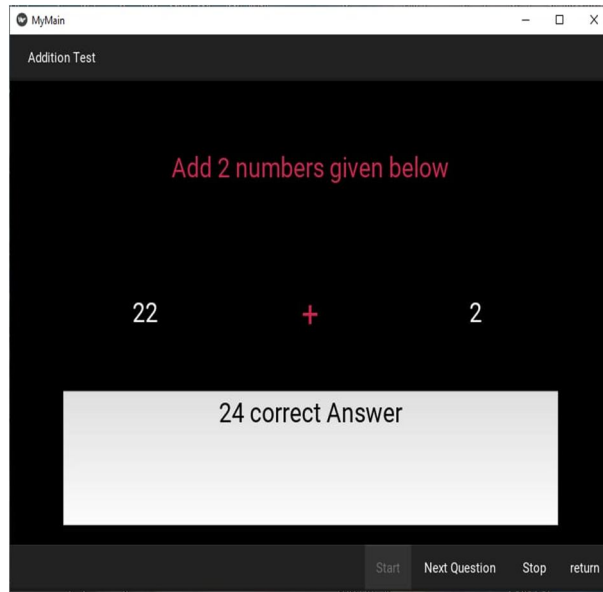 MyMain
Addition Test
Add 2 numbers given below
22 + 2
24 correct Answer
Start Next Question Stop return